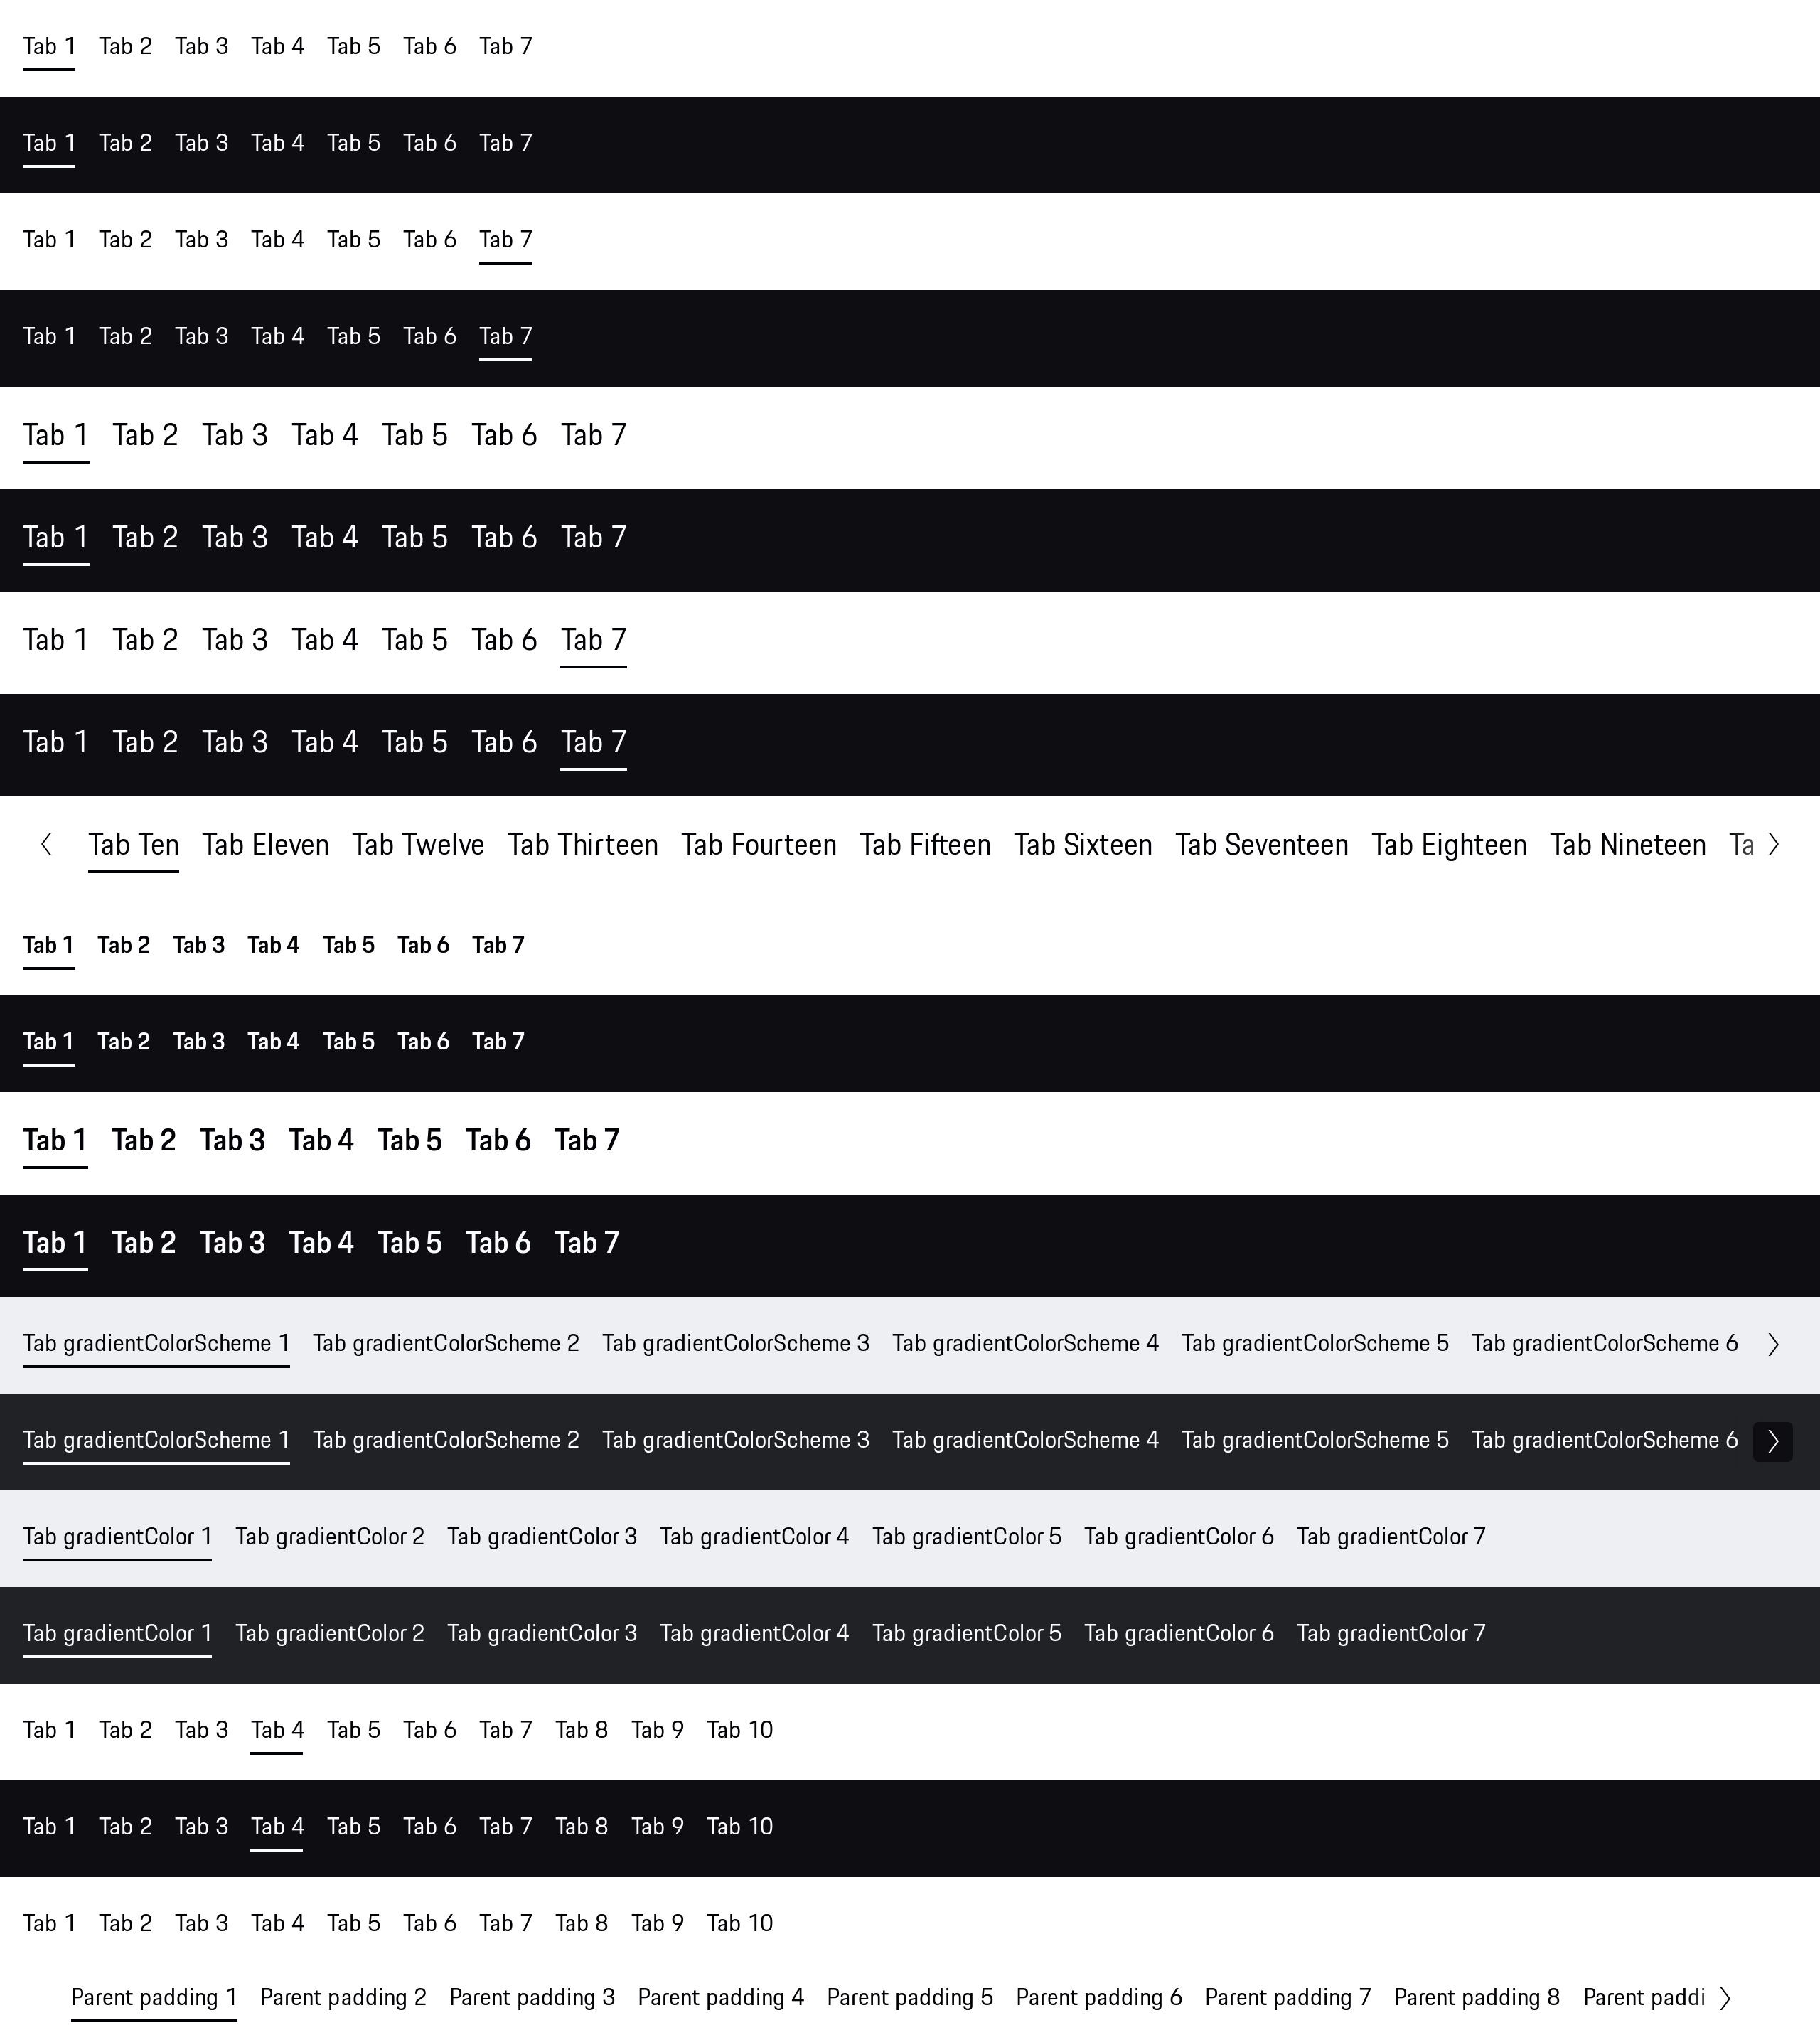 Tab 1 Tab 2 Tab 3 Tab 4 Tab 5 Tab 6 Tab 7
Tab 1 Tab 2 Tab 3 Tab 4 Tab 5 Tab 6 Tab 7
Tab 1 Tab 2 Tab 3 Tab 4 Tab 5 Tab 6 Tab 7
Tab 1 Tab 2 Tab 3 Tab 4 Tab 5 Tab 6 Tab 7
Tab 1 Tab 2 Tab 3 Tab 4 Tab 5 Tab 6 Tab 7
Tab 1 Tab 2 Tab 3 Tab 4 Tab 5 Tab 6 Tab 7
Tab 1 Tab 2 Tab 3 Tab 4 Tab 5 Tab 6 Tab 7
Tab 1 Tab 2 Tab 3 Tab 4 Tab 5 Tab 6 Tab 7
Tab Ten Tab Eleven Tab Twelve Tab Thirteen Tab Fourteen Tab Fifteen Tab Sixteen Tab Seventeen Tab Eighteen Tab Nineteen Ta
Tab 1 Tab 2 Tab 3 Tab 4 Tab 5 Tab 6 Tab 7
Tab 1 Tab 2 Tab 3 Tab 4 Tab 5 Tab 6 Tab 7
Tab 1 Tab 2 Tab 3 Tab 4 Tab 5 Tab 6 Tab 7
Tab 1 Tab 2 Tab 3 Tab 4 Tab 5 Tab 6 Tab 7
Tab gradientColorScheme 1 Tab gradientColorScheme 2 Tab gradientColorScheme 3 Tab gradientColorScheme 4 Tab gradientColorScheme 5 Tab gradientColorScheme 6
Tab gradientColorScheme 1 Tab gradientColorScheme 2 Tab gradientColorScheme 3 Tab gradientColorScheme 4 Tab gradientColorScheme 5 Tab gradientColorScheme 6
Tab gradientColor 1 Tab gradientColor 2 Tab gradientColor 3 Tab gradientColor 4 Tab gradientColor 5 Tab gradientColor 6 Tab gradientColor 7
Tab gradientColor 1 Tab gradientColor 2 Tab gradientColor 3 Tab gradientColor 4 Tab gradientColor 5 Tab gradientColor 6 Tab gradientColor 7
Tab 1 Tab 2 Tab 3 Tab 4 Tab 5 Tab 6 Tab 7 Tab 8 Tab 9 Tab 10
Tab 1 Tab 2 Tab 3 Tab 4 Tab 5 Tab 6 Tab 7 Tab 8 Tab 9 Tab 10
Tab 1 Tab 2 Tab 3 Tab 4 Tab 5 Tab 6 Tab 7 Tab 8 Tab 9 Tab 10
Parent padding 1 Parent padding 2 Parent padding 3 Parent padding 4 Parent padding 5 Parent padding 6 Parent padding 7 Parent padding 8 Parent paddi